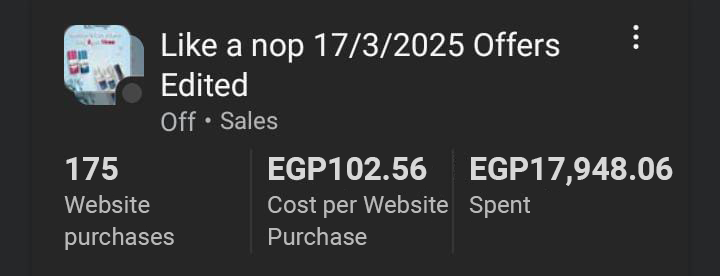 Like a nop 17/3/2025 Offers
Edited
Off • Sales
175
Website
purchases
EGP102.56
Cost per Website
Purchase
EGP17,948.06
Spent